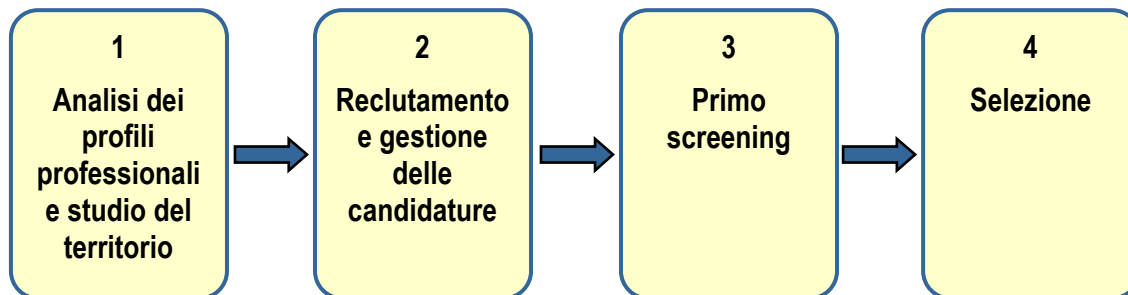 1
Analisi dei
profili
professionali
e studio del
territorio
2
Reclutamento
e gestione
delle
candidature
3
Primo
screening
4
Selezione